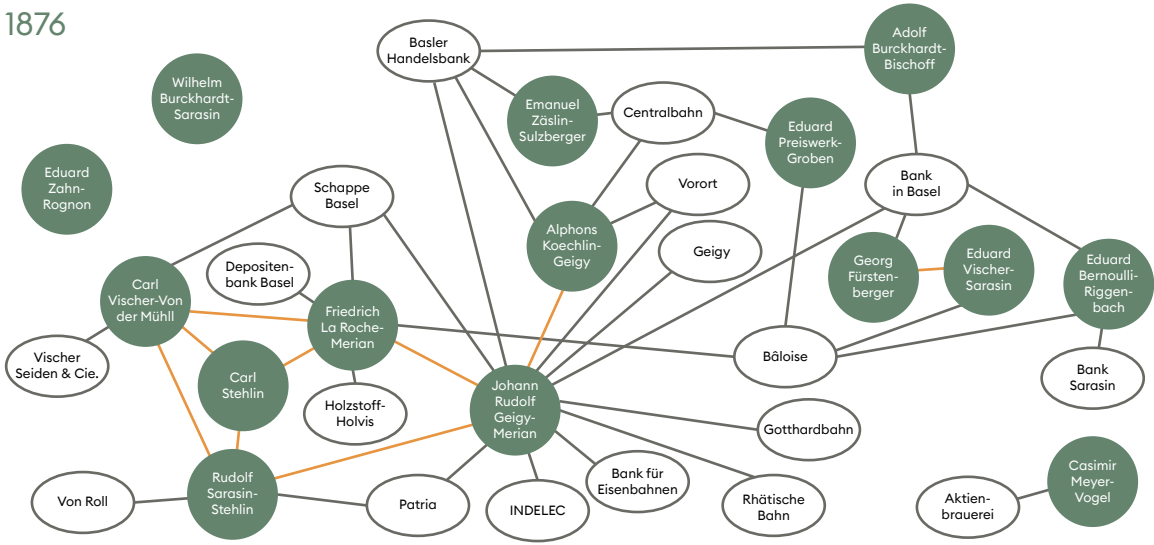 1876
Wilhelm
Burckhardt-
Sarasin
Eduard
Zahn-
Rognon
Basler
Handelsbank
Adolf
Burckhardt-
Bischoff
Emanuel
Zäslin-
Sulzberger
Centralbahn
Eduard
Preiswerk-
Groben
Schappe
Basel
Vorort
Bank
in Basel
Alphons
Koechlin-
Geigy
Geigy
Georg
Fürsten-
berger
Eduard
Vischer-
Sarasin
Eduard
Bernoulli-
Riggen-
bach
Depositen-
bank Basel
Carl
Vischer-Von
der Mühll
Friedrich
La Roche-
Merian
Vischer
Seiden & Cie.
Carl
Stehlin
Bâloise
Bank
Sarasin
Holzstoff-
Holvis
Johann
Rudolf
Geigy-
Merian
Gotthardbahn
Rudolf
Sarasin-
Stehlin
Von Roll
Patria
INDELEC
Bank für
Eisenbahnen
Rhätische
Bahn
Aktien-
brauerei
Casimir
Meyer-
Vogel